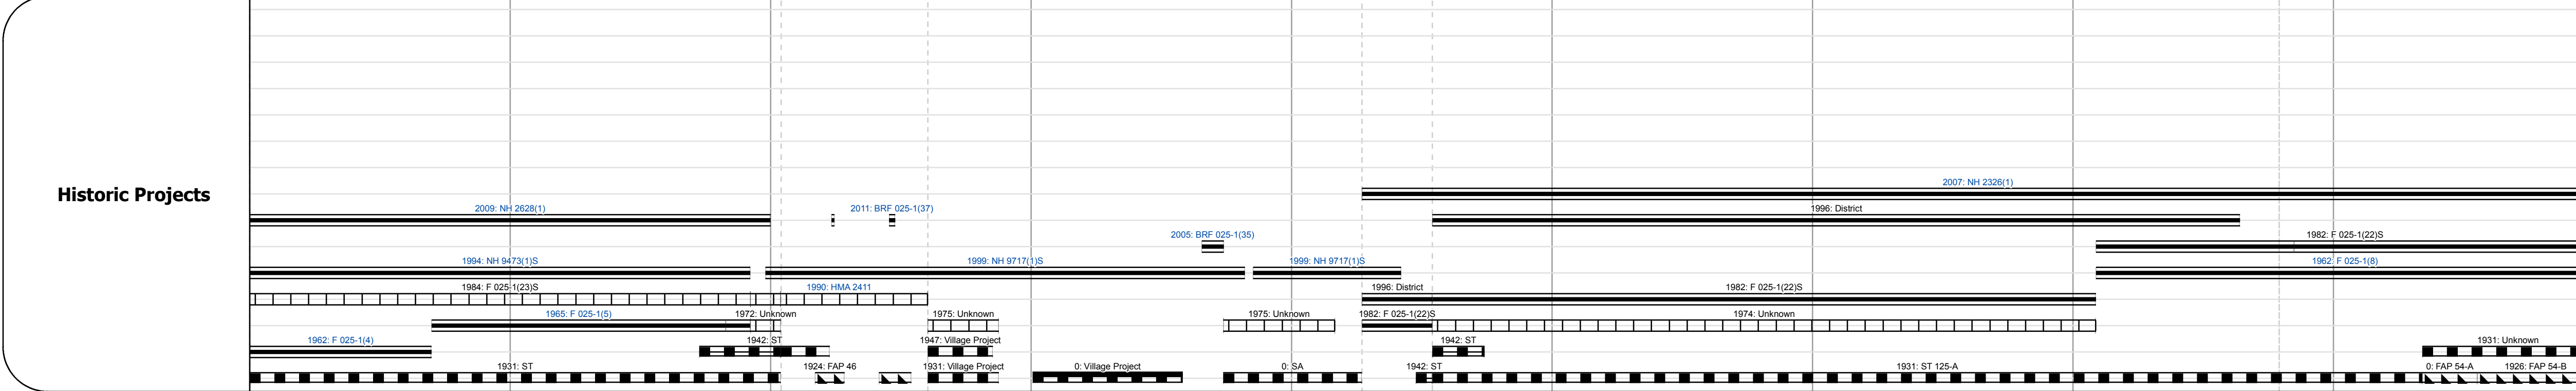 Historic Projects
2007: NH 2326(1)
2009: NH 2628(1)
2011: BRF 025-1(37)
1996: District
2005: BRF 025-1(35)
1982: F 025-1(22)S
1994: NH 9473(1)S
1999: NH 9717(1)S
1999: NH 9717(1)S
1962: F 025-1(8)
1984: F 025-1(23)S
1990: HMA 2411
1996: District
1982: F 025-1(22)S
1965: F 025-1(5)
1972: Unknown
1975: Unknown
1975: Unknown
1982: F 025-1(22)S
1974: Unknown
1962: F 025-1(4)
1942: ST
1947: Village Project
1942: ST
1931: Unknown
1931: ST
1924: FAP 46
1931: Village Project
0: Village Project
0: SA
1942: ST
1931: ST 125-A
0: FAP 54-A
1926: FAP 54-B